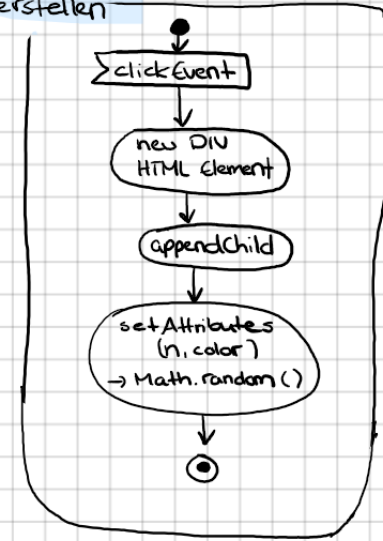 erstellen
clickEvent
new DIV
HTML Element
appendChild
setAttributes
(n, color)
→ Math.random()